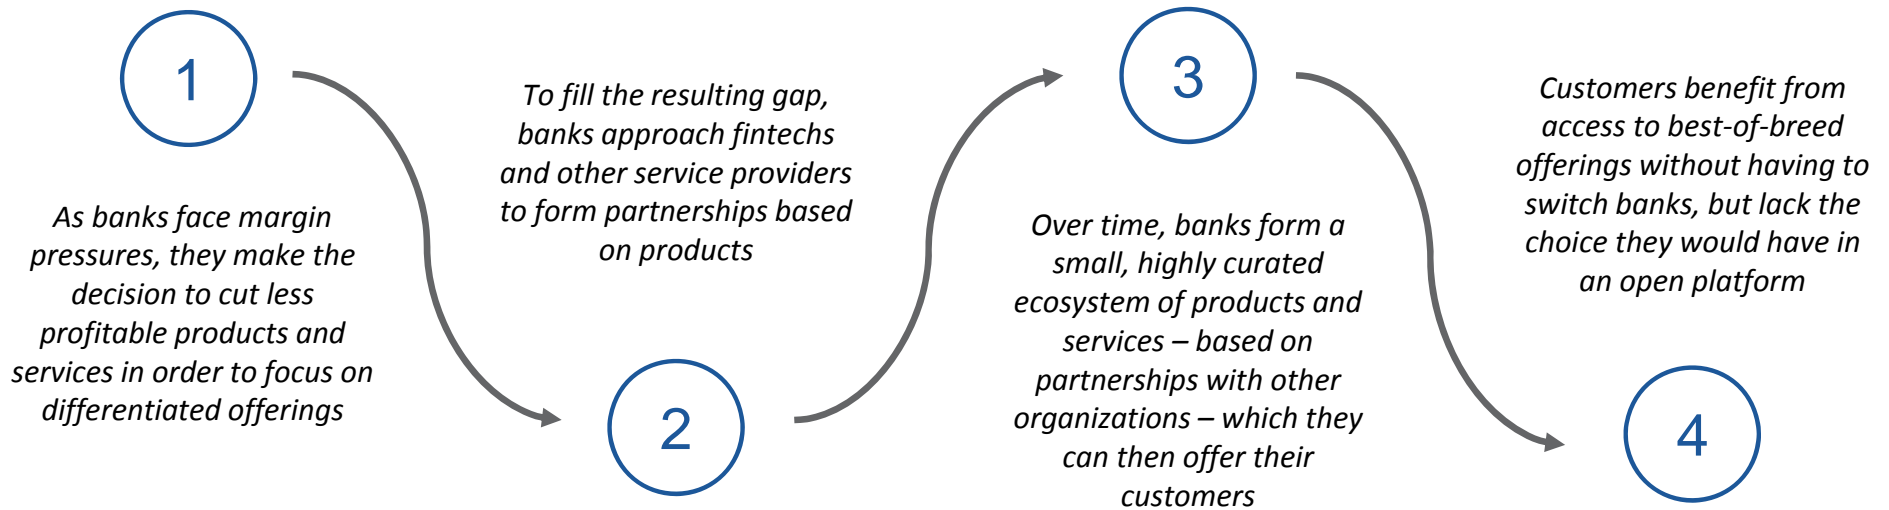 1
As banks face margin
pressures, they make the
decision to cut less
profitable products and
services in order to focus on
differentiated offerings
To fill the resulting gap,
banks approach fintechs
and other service providers
to form partnerships based
on products
2
3
Over time, banks form a
small, highly curated
ecosystem of products and
services – based on
partnerships with other
organizations – which they
can then offer their
customers
Customers benefit from
access to best-of-breed
offerings without having to
switch banks, but lack the
choice they would have in
an open platform
4